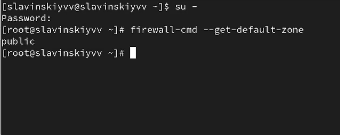 [slavinskiyvv@slavinskiyvv ~]$ su -
Password:
[root@slavinskiyvv ~]# firewall-cmd --get-default-zone
public
[root@slavinskiyvv ~]#